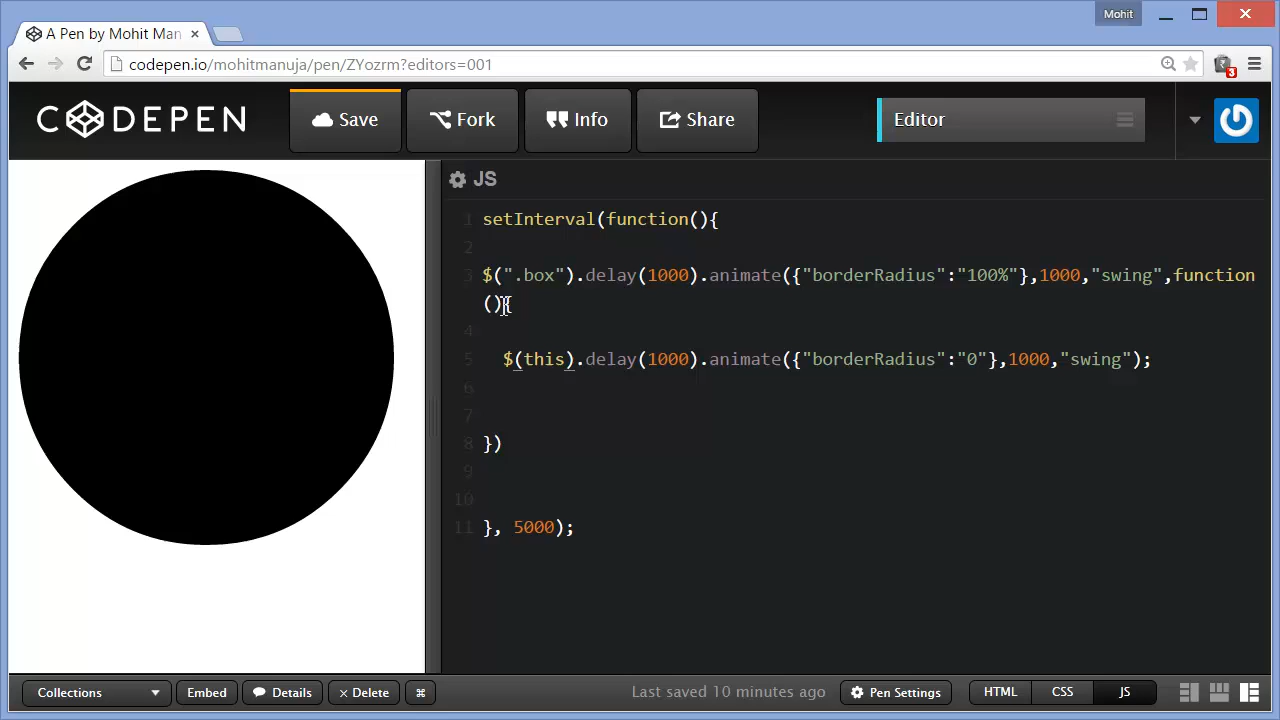 Mohit
A Pen by Mohit Man
codepen.io/mohitmanuja/pen/ZYozrm?editors=001
3
CODEPEN
Save
Fork
Info
Share
Editor
JS
1 setInterval(function(){
2
3 $(".box").delay(1000).animate({"borderRadius":"100%"},1000,"swing",function
(){
4
5 $(this).delay(1000).animate({"borderRadius":"0"},1000,"swing");
6
7
8 })
9
10
11 }, 5000);
Collections
Embed
Details
× Delete
⌘
Last saved 10 minutes ago
Pen Settings
HTML
CSS
JS